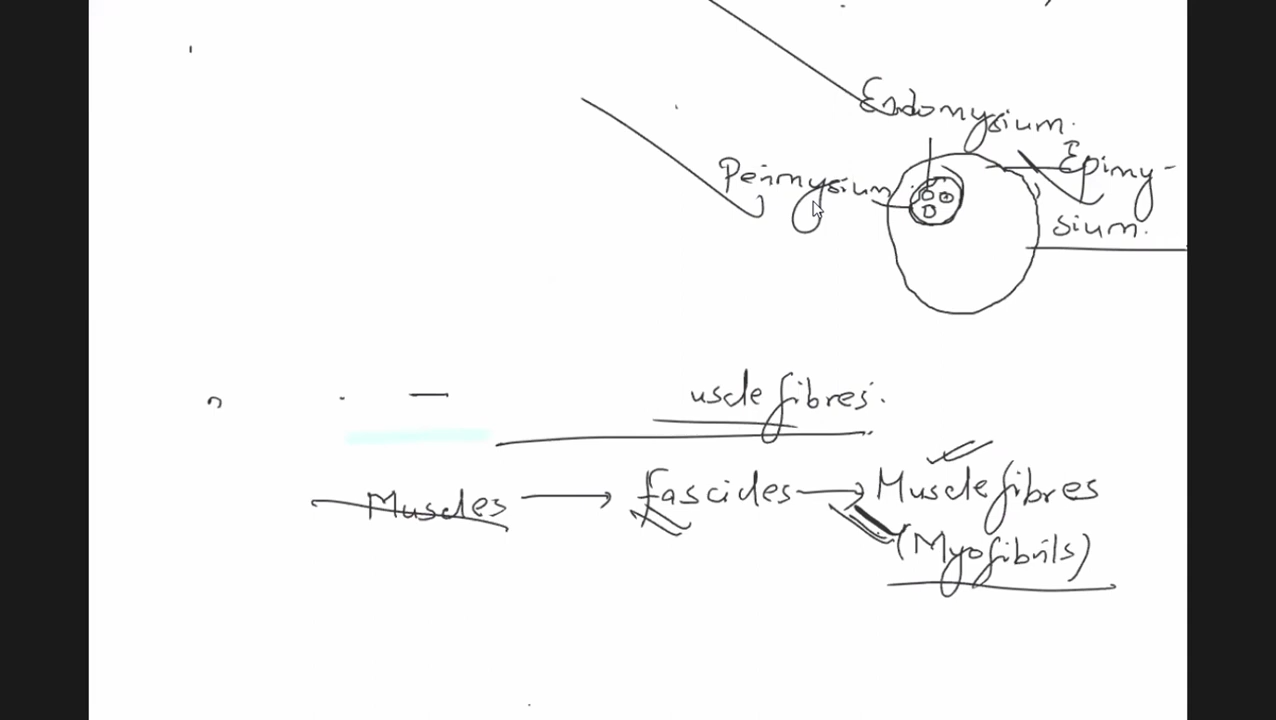 Endomysium.
Perimysium
Epimy-
sium.
uscle fibres.
Muscles → fascicles → Muscle fibres
(Myofibrils)